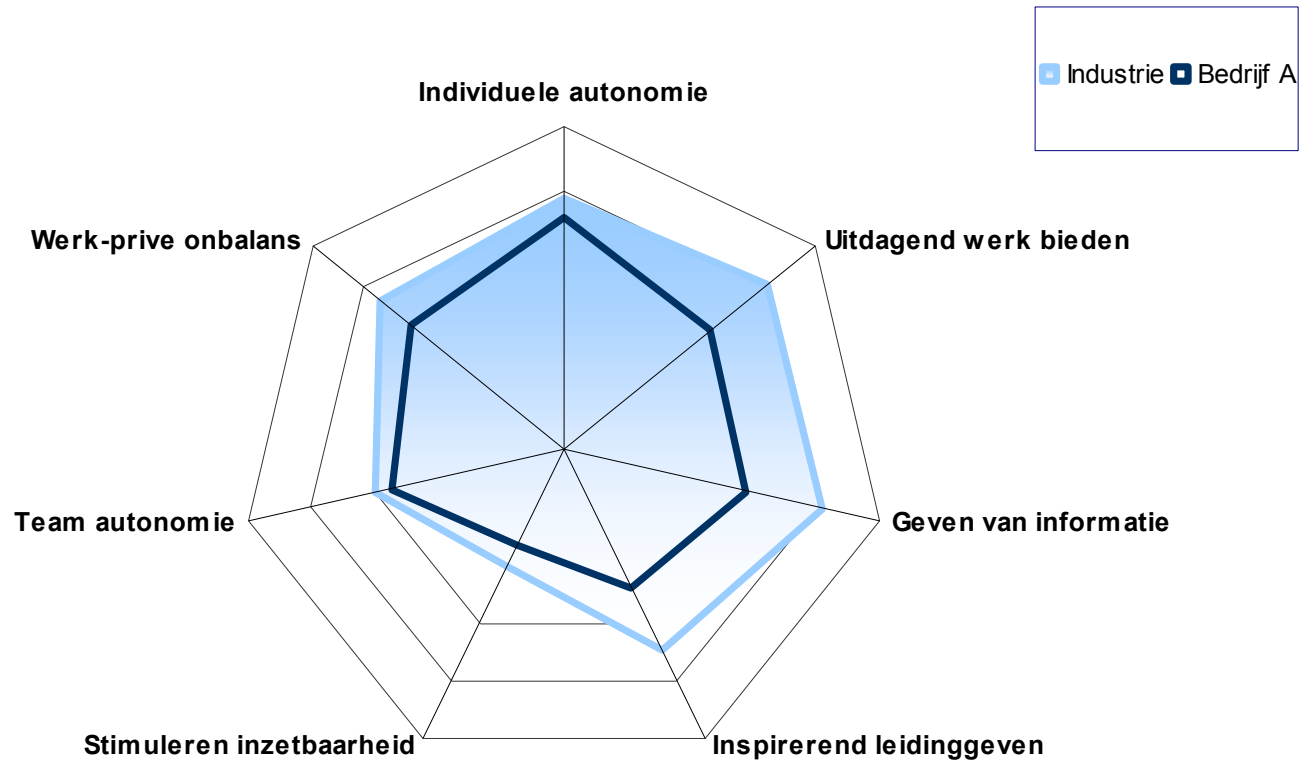 Industrie Bedrijf A
Individuele autonomie
Werk-prive onbalans
Uitdagend werk bieden
Team autonomie
Geven van informatie
Stimuleren inzetbaarheid
Inspirerend leidinggeven